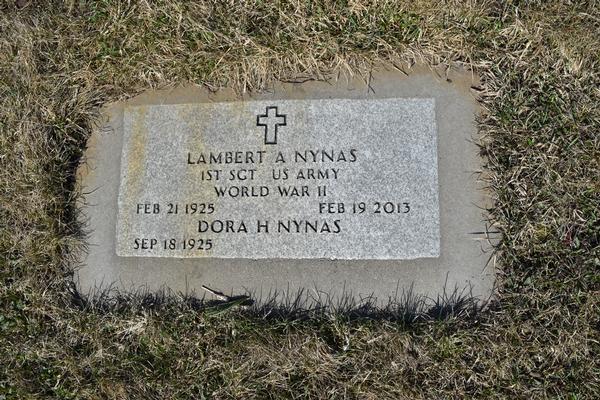 LAMBERT A NYNAS
1ST SGT US ARMY
WORLD WAR II
FEB 21 1925 FEB 19 2013
DORA H NYNAS
SEP 18 1925